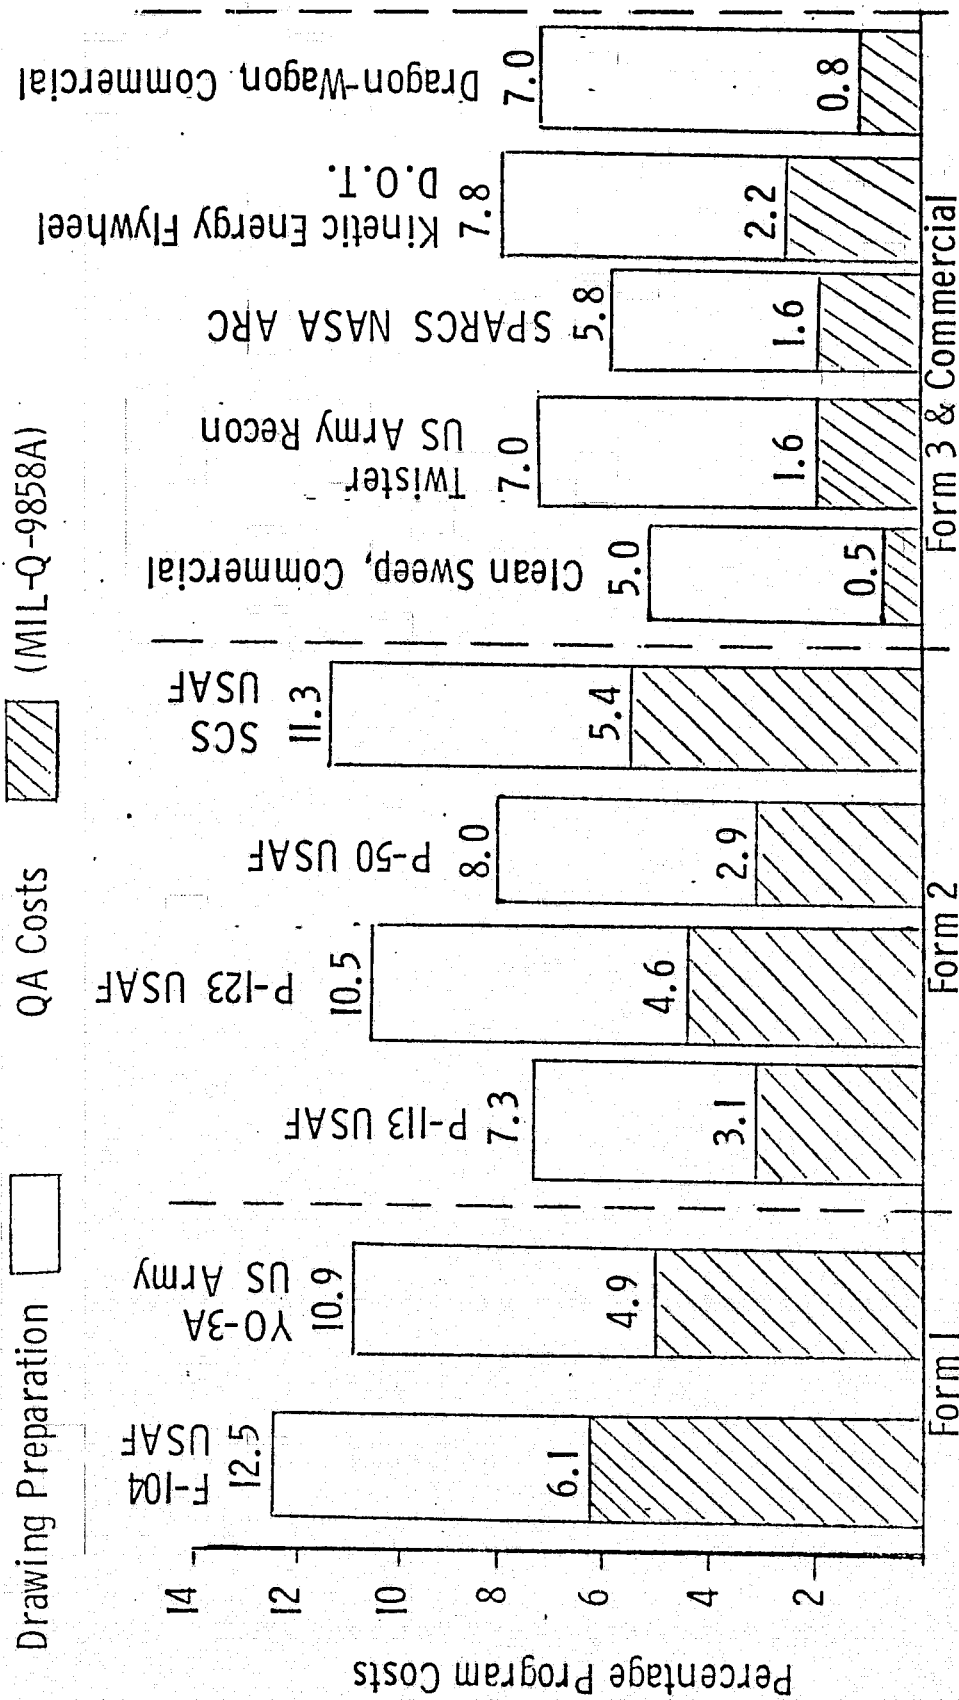 Drawing Preparation QA Costs (MIL-Q-9858A)
Percentage Program Costs
14
12
10
8
6
4
2
F-104
USAF
12.5
6.1
YO-3A
US Army
10.9
4.9
P-113 USAF
7.3
3.1
P-123 USAF
10.5
4.6
P-50 USAF
8.0
2.9
SCS
USAF
11.3
5.4
Clean Sweep, Commercial
5.0
0.5
Twister
US Army Recon
7.0
1.6
SPARCS NASA ARC
5.8
1.6
Kinetic Energy Flywheel
D.O.T.
7.8
2.2
Dragon-Wagon, Commercial
7.0
0.8
Form 1
Form 2
Form 3 & Commercial